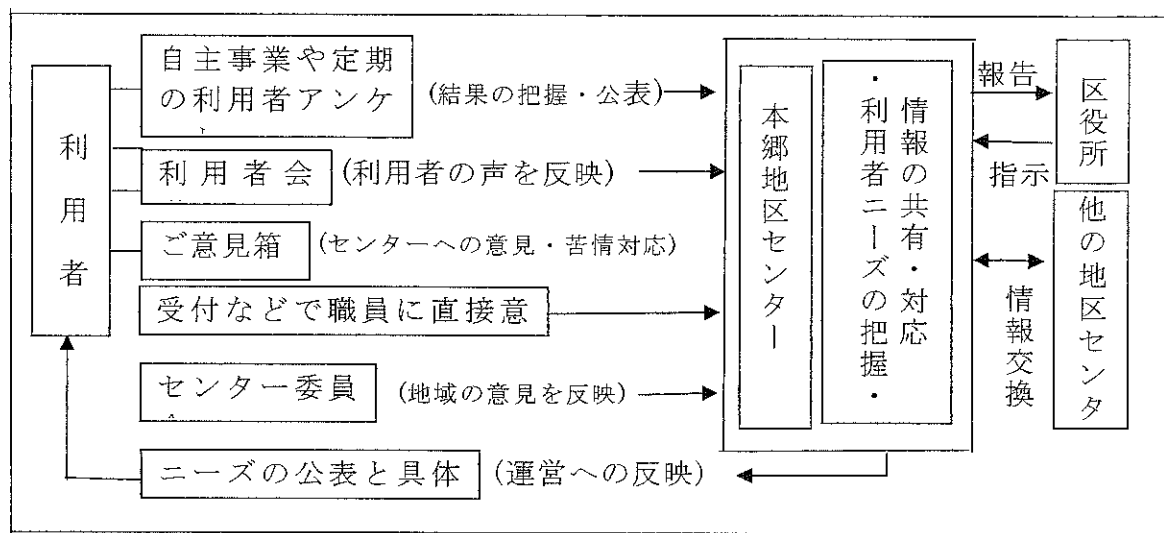 利用者
自主事業や定期
の利用者アンケ
(結果の把握・公表)
利用者会
(利用者の声を反映)
ご意見箱
(センターへの意見・苦情対応)
受付などで職員に直接意
センター委員
(地域の意見を反映)
ニーズの公表と具体
(運営への反映)
本郷地区センター
・利用者ニーズの把握・
情報の共有・対応
報告
指示
区役所
情報交換
他の地区センタ